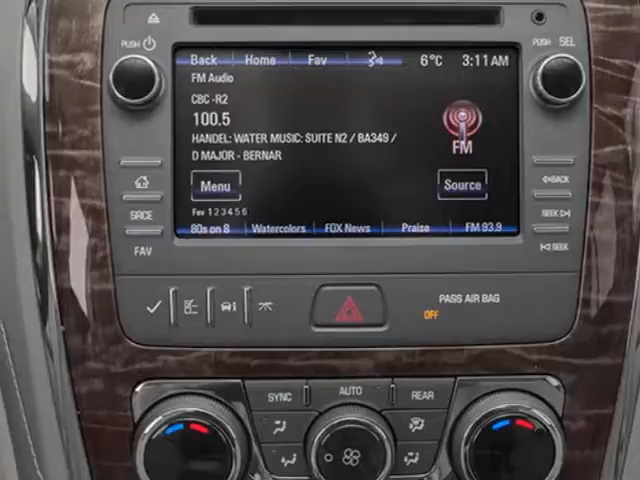 PUSH
PUSH SEL
Back Home Fav 6°C 3:11 AM
FM Audio
CBC-R2
100.5
HANDEL: WATER MUSIC: SUITE N2 / BA349 /
D MAJOR - BERNAR
FM
Menu
Source
Fav 1 2 3 4 5 6
80s on 8 Watercolors FOX News Praise FM 93.9
SRCE
FAV
BACK
SEEK
SEEK
PASS AIR BAG
OFF
SYNC AUTO REAR